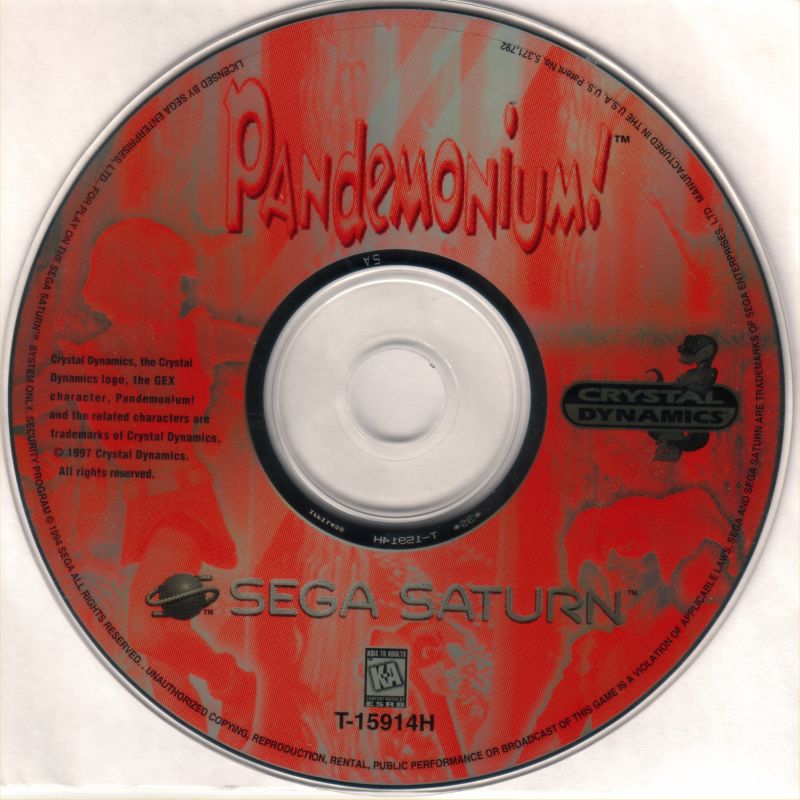 LICENSED BY SEGA ENTERPRISES, LTD. FOR PLAY ON THE SEGA SATURN™ SYSTEM ONLY. SECURITY PROGRAM © 1994 SEGA ALL RIGHTS RESERVED. . UNAUTHORIZED COPYING, REPRODUCTION, RENTAL, PUBLIC PERFORMANCE OR BROADCAST OF THIS GAME IS A VIOLATION OF APPLICABLE LAWS. SEGA AND SEGA SATURN ARE TRADEMARKS OF SEGA ENTERPRISES, LTD. MANUFACTURED IN THE U.S.A. U.S. Patent No. 5,371,792
PANDEMONIUM!™
5A
Crystal Dynamics, the Crystal
Dynamics logo, the GEX
character, Pandemonium!
and the related characters are
trademarks of Crystal Dynamics.
© 1997 Crystal Dynamics.
All rights reserved.
CRYSTAL
DYNAMICS
T-15914H *3S*
SEGA SATURN™
KIDS TO ADULTS
K-A
CONTENT RATED BY
ESRB
T-15914H